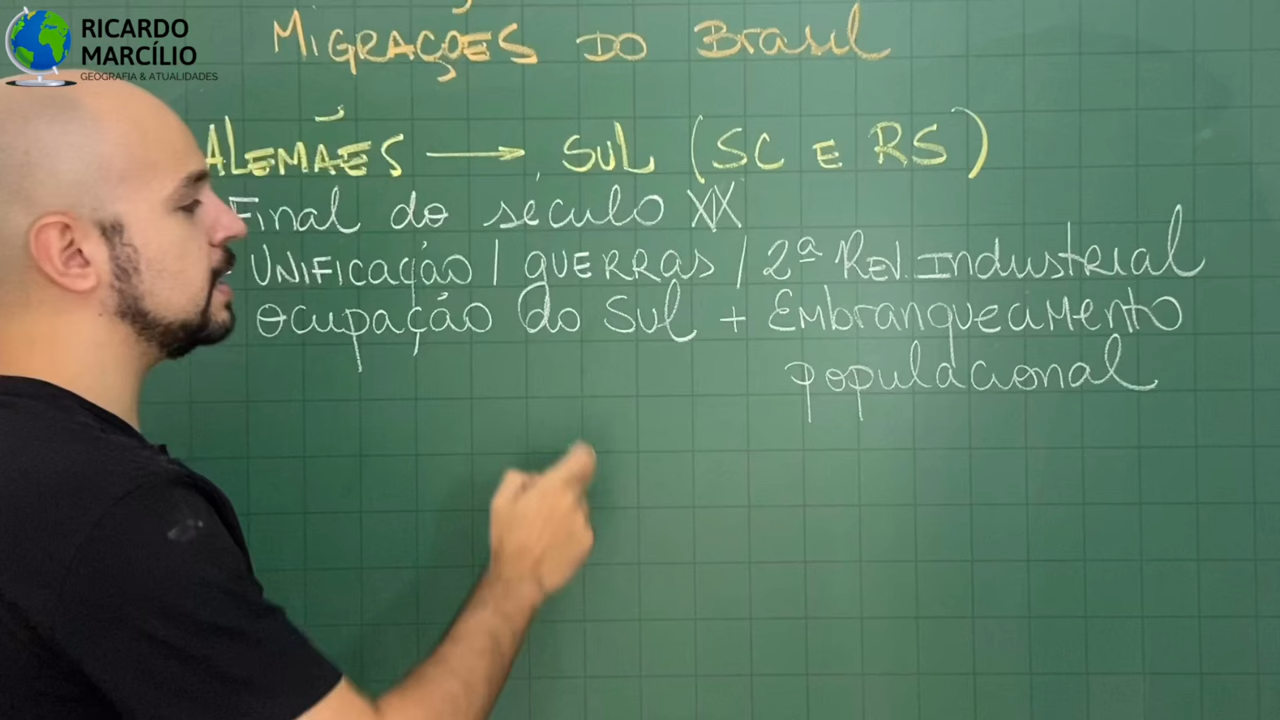 RICARDO
MARCÍLIO
GEOGRAFIA & ATUALIDADES
MIGRAÇÕES DO Brasil
ALEMÃES → SUL (SC E RS)
Final do século XIX
UNIFICAÇÃO / GUERRAS / 2ª REV. Industrial
Ocupação do Sul + Embranquecimento
populacional